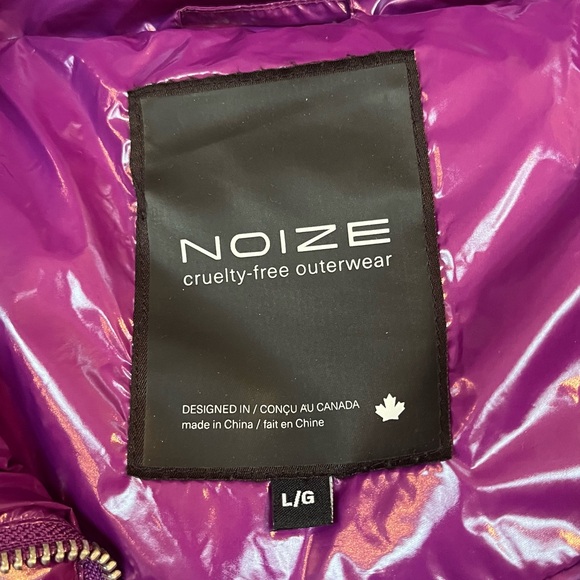 NOIZE
cruelty-free outerwear
DESIGNED IN / CONÇU AU CANADA
made in China / fait en Chine
L/G